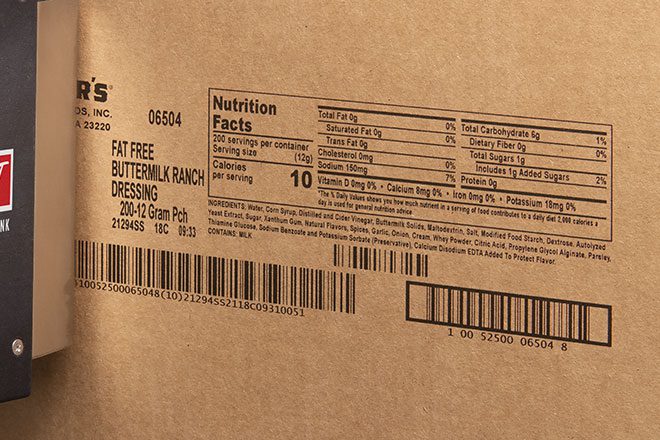 R'S®
DS, INC.
A 23220
06504
FAT FREE
BUTTERMILK RANCH
DRESSING
200-12 Gram Pch
21294SS 18C 09:33
Nutrition
Facts
200 servings per container
Serving size (12g)
Calories
per serving 10
Total Fat 0g 0%
Saturated Fat 0g 0%
Trans Fat 0g
Cholesterol 0mg 0%
Sodium 150mg 7%
Total Carbohydrate 6g 1%
Dietary Fiber 0g 0%
Total Sugars 1g
Includes 1g Added Sugars 2%
Protein 0g
Vitamin D 0mg 0% • Calcium 8mg 0% • Iron 0mg 0% • Potassium 18mg 0%
*The % Daily Values shows you how much nutrient in a serving of food contributes to a daily diet 2,000 calories a
day is used for general nutrition advice
INGREDIENTS: Water, Corn Syrup, Distilled and Cider Vinegar, Buttermilk Solids, Maltodextrin, Salt, Modified Food Starch, Dextrose, Autolyzed
Yeast Extract, Sugar, Xanthum Gum, Natural Flavors, Spices, Garlic, Onion, Cream, Whey Powder, Citric Acid, Propylene Glycol Alginate, Parsley,
Thiamine Glucose, Sodium Benzoate and Potassium Sorbate (Preservative), Calcium Disodium EDTA Added To Protect Flavor.
CONTAINS: MILK
10052500065048(10)21294SS2118C09310051
1 00 52500 06504 8
NK